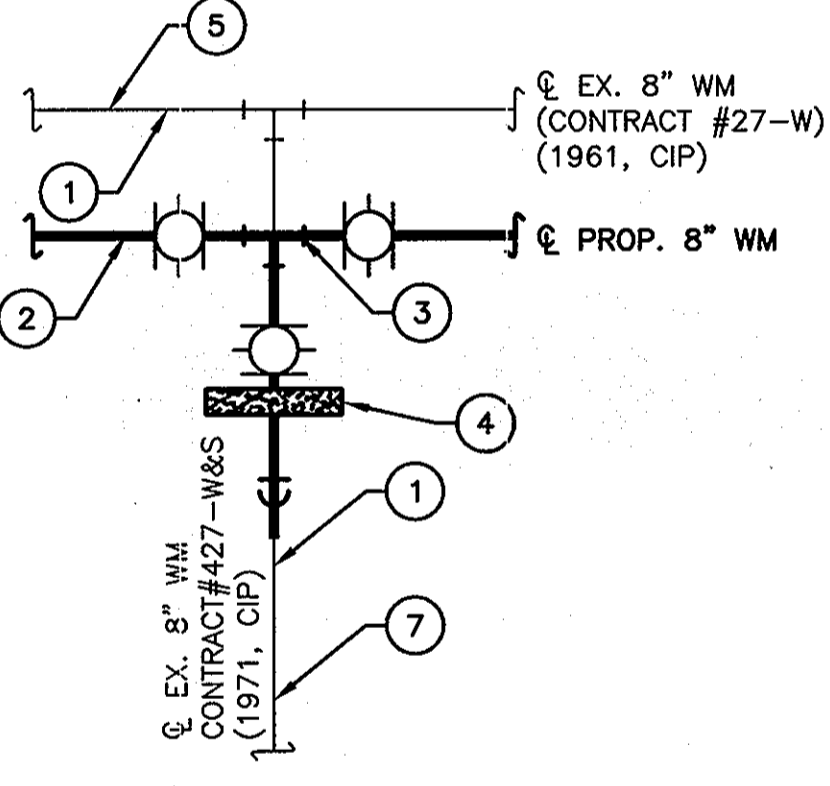 5
℄ EX. 8" WM
(CONTRACT #27-W)
(1961, CIP)
1
℄ PROP. 8" WM
2
3
4
℄ EX. 8" WM
CONTRACT#427-W&S
(1971, CIP)
1
7